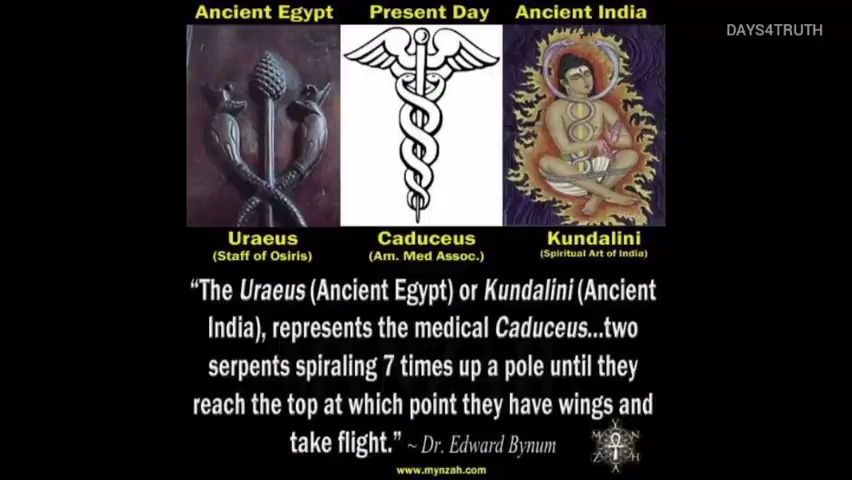 Ancient Egypt Present Day Ancient India
DAYS4TRUTH
Uraeus Caduceus Kundalini
(Staff of Osiris) (Am. Med Assoc.) (Spiritual Art of India)
“The Uraeus (Ancient Egypt) or Kundalini (Ancient
India), represents the medical Caduceus...two
serpents spiraling 7 times up a pole until they
reach the top at which point they have wings and
take flight.” ~ Dr. Edward Bynum
www.mynzah.com